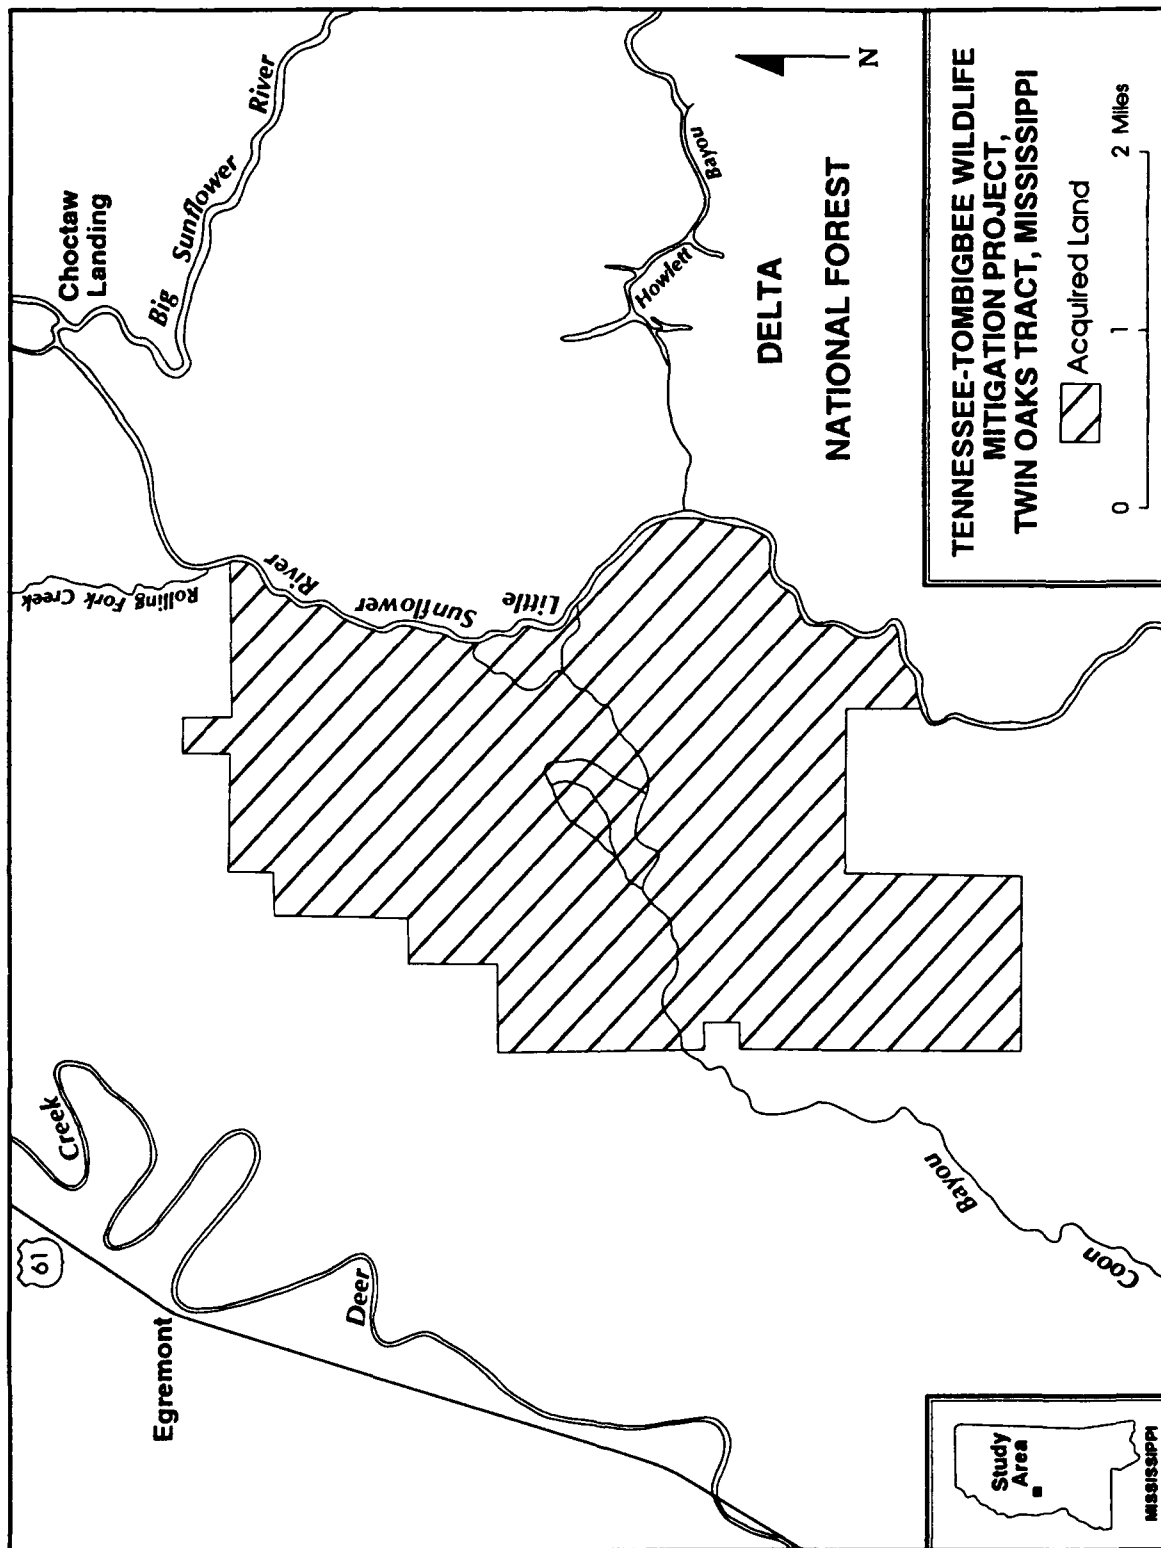 61
Egremont
Creek
Deer
Coon
Bayou
Choctaw
Landing
Big Sunflower River
Rolling Fork Creek
Little Sunflower River
Howlett
Bayou
DELTA
NATIONAL FOREST
N
Study
Area
MISSISSIPPI
TENNESSEE-TOMBIGBEE WILDLIFE
MITIGATION PROJECT,
TWIN OAKS TRACT, MISSISSIPPI
Acquired Land
0 1 2 Miles